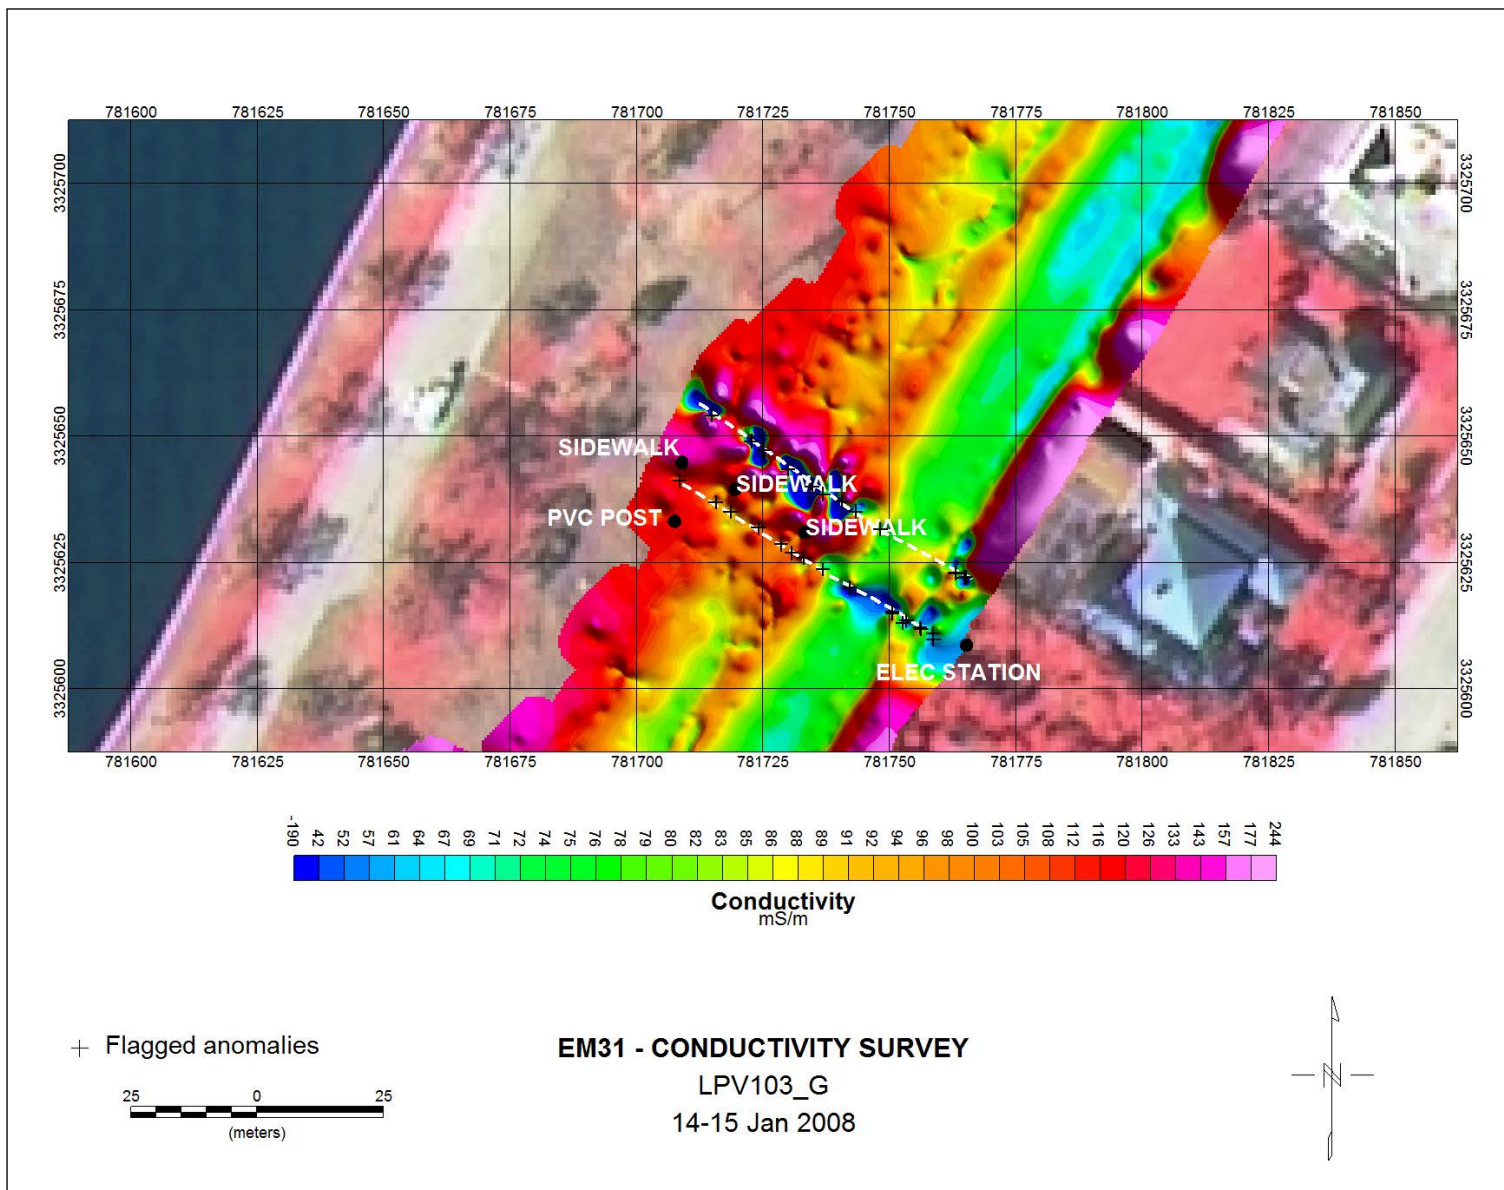 781600 781625 781650 781675 781700 781725 781750 781775 781800 781825 781850
3325700 3325700
3325675 3325675
3325650 3325650
SIDEWALK
SIDEWALK
PVC POST
SIDEWALK
3325625 3325625
ELEC STATION
3325600 3325600
781600 781625 781650 781675 781700 781725 781750 781775 781800 781825 781850
-190 42 52 57 61 64 67 69 71 72 74 75 76 78 79 80 82 83 85 86 88 89 91 92 94 96 98 100 103 105 108 112 116 120 126 133 143 157 177 244
Conductivity
mS/m
+ Flagged anomalies
25 0 25
(meters)
EM31 - CONDUCTIVITY SURVEY
LPV103_G
14-15 Jan 2008
N